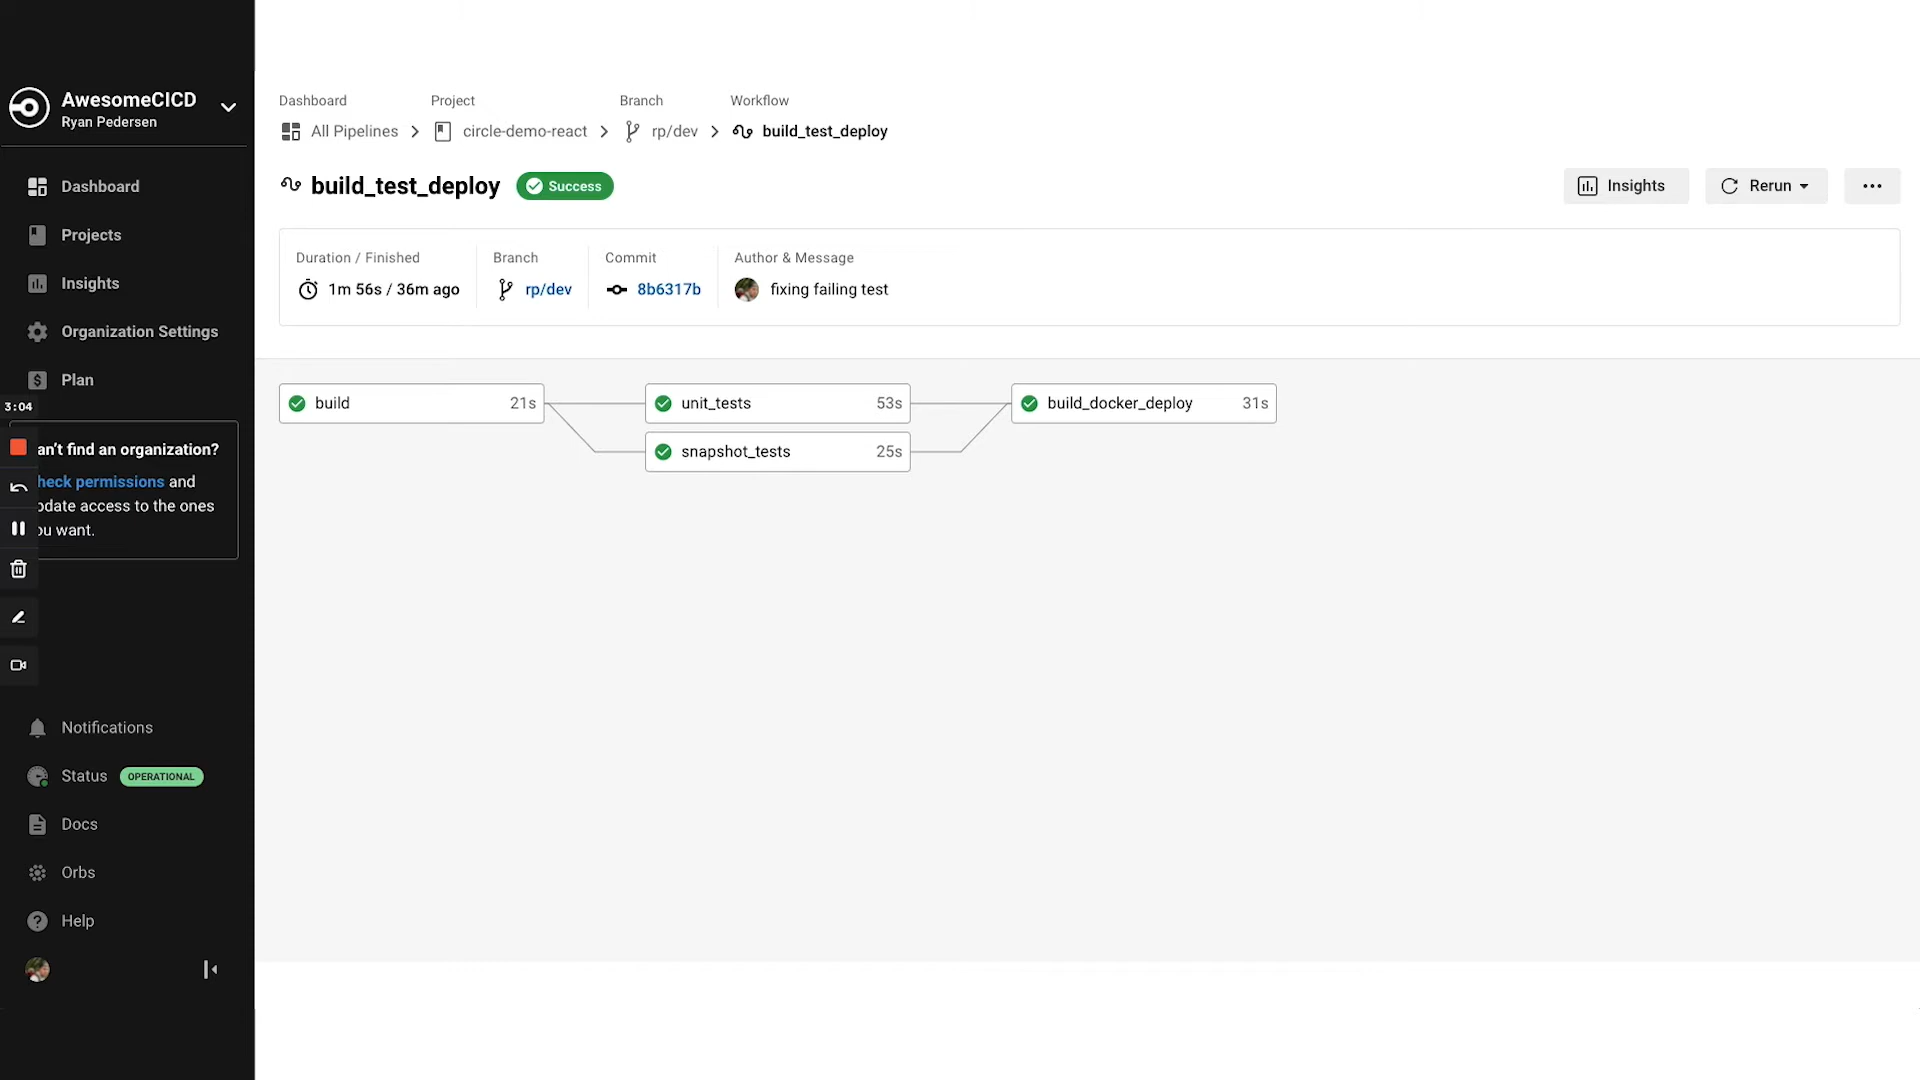 AwesomeCICD
Ryan Pedersen
Dashboard
Projects
Insights
Organization Settings
Plan
3:04
an't find an organization?
heck permissions and
pdate access to the ones
ou want.
Notifications
Status OPERATIONAL
Docs
Orbs
Help
Dashboard Project Branch Workflow
All Pipelines circle-demo-react rp/dev build_test_deploy
build_test_deploy Success
Insights Rerun
Duration / Finished Branch Commit Author & Message
1m 56s / 36m ago rp/dev 8b6317b fixing failing test
build 21s unit_tests 53s build_docker_deploy 31s
snapshot_tests 25s